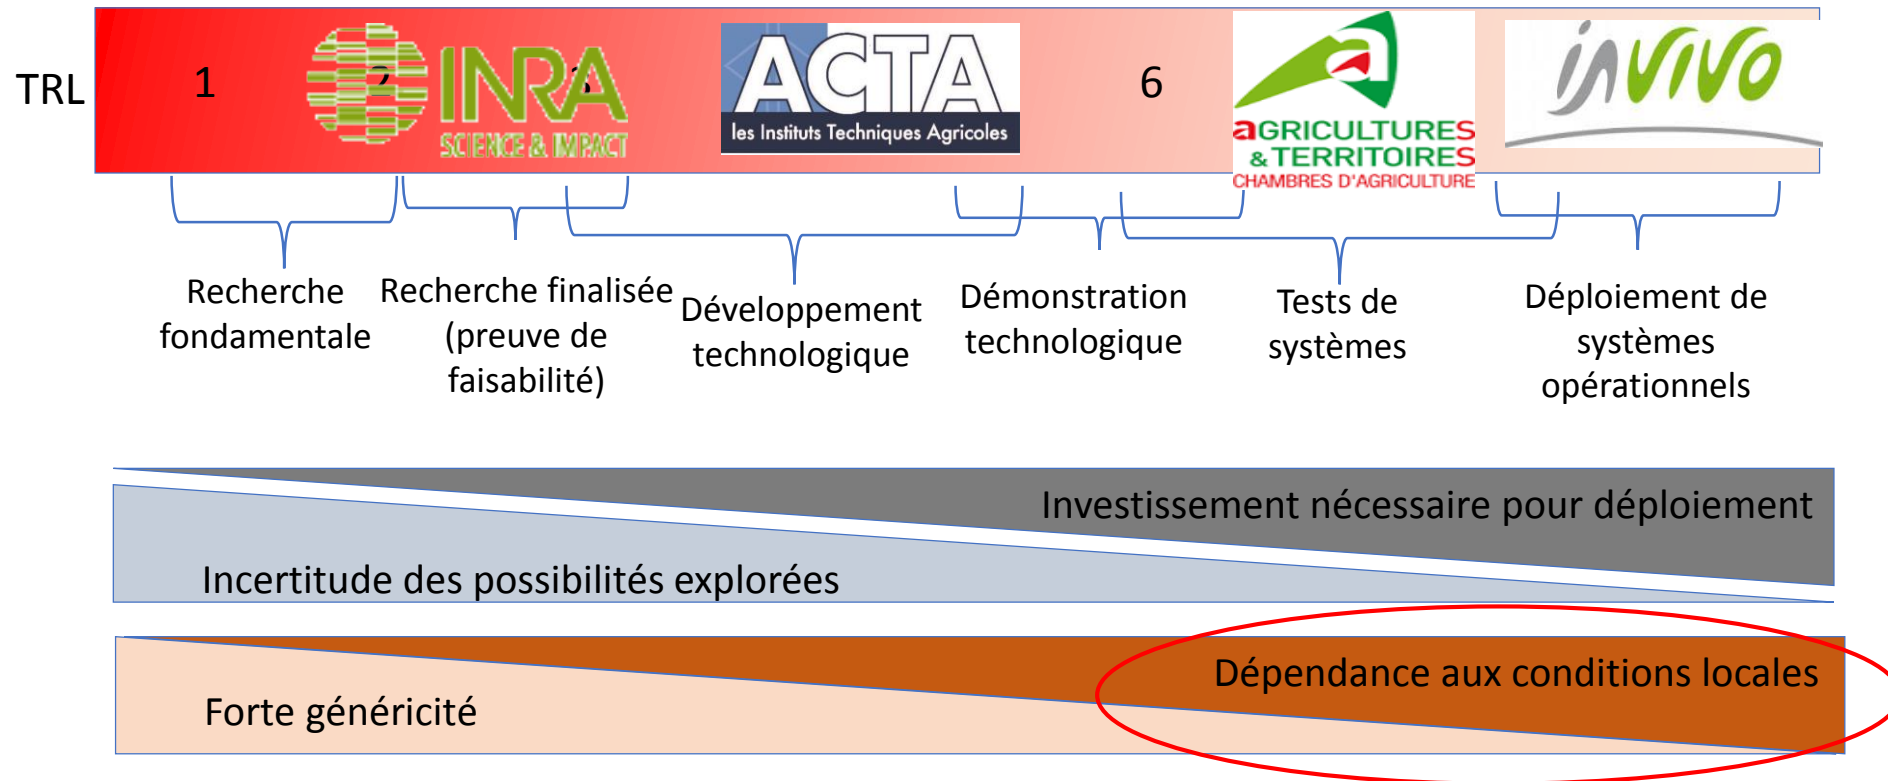 TRL
1
2
3
INRA
SCIENCE & IMPACT
ACTA
les Instituts Techniques Agricoles
6
aGRICULTURES
& TERRITOIRES
CHAMBRES D'AGRICULTURE
inVIVO
Recherche
fondamentale
Recherche finalisée
(preuve de
faisabilité)
Développement
technologique
Démonstration
technologique
Tests de
systèmes
Déploiement de
systèmes
opérationnels
Investissement nécessaire pour déploiement
Incertitude des possibilités explorées
Dépendance aux conditions locales
Forte généricité